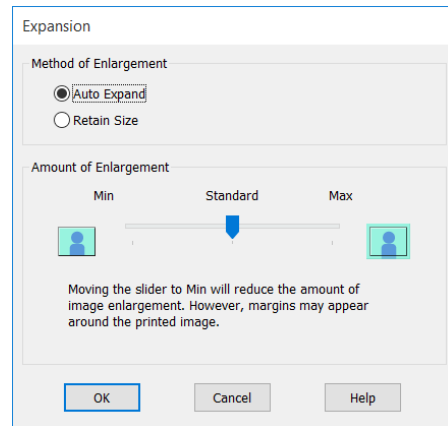 Expansion
Method of Enlargement
Auto Expand
Retain Size
Amount of Enlargement
Min Standard Max
Moving the slider to Min will reduce the amount of
image enlargement. However, margins may appear
around the printed image.
OK Cancel Help